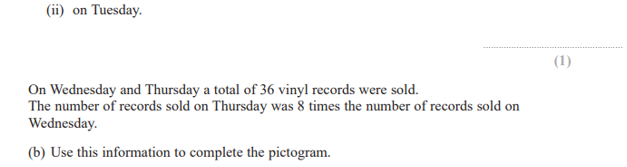 (ii) on Tuesday.
(1)
On Wednesday and Thursday a total of 36 vinyl records were sold.
The number of records sold on Thursday was 8 times the number of records sold on
Wednesday.
(b) Use this information to complete the pictogram.